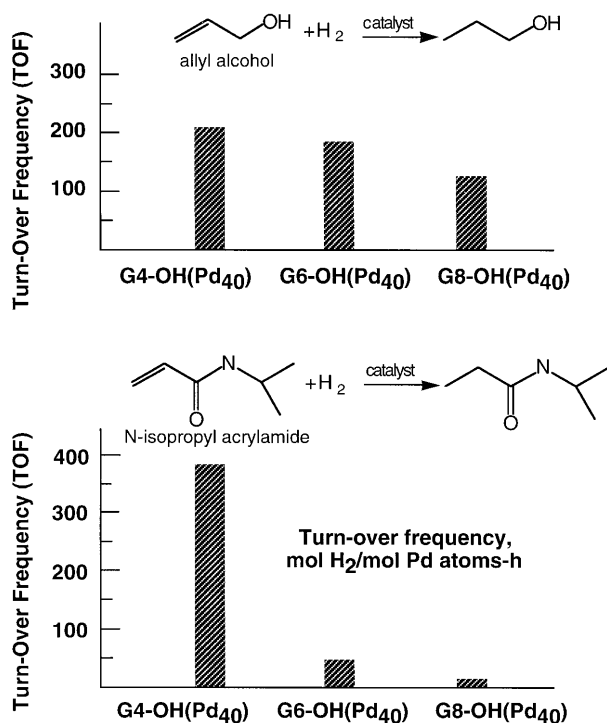 OH
+H₂
catalyst
OH
allyl alcohol
Turn-Over Frequency (TOF)
300
200
100
G4-OH(Pd₄₀) G6-OH(Pd₄₀) G8-OH(Pd₄₀)
N
O
+H₂
catalyst
N
O
N-isopropyl acrylamide
Turn-Over Frequency (TOF)
400
300
200
100
Turn-over frequency,
mol H₂/mol Pd atoms-h
G4-OH(Pd₄₀) G6-OH(Pd₄₀) G8-OH(Pd₄₀)